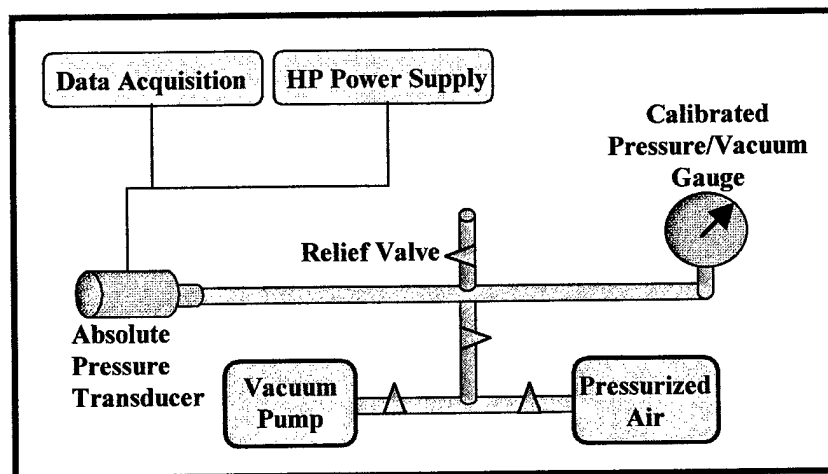 Data Acquisition
HP Power Supply
Calibrated
Pressure/Vacuum
Gauge
Relief Valve
Absolute
Pressure
Transducer
Vacuum
Pump
Pressurized
Air